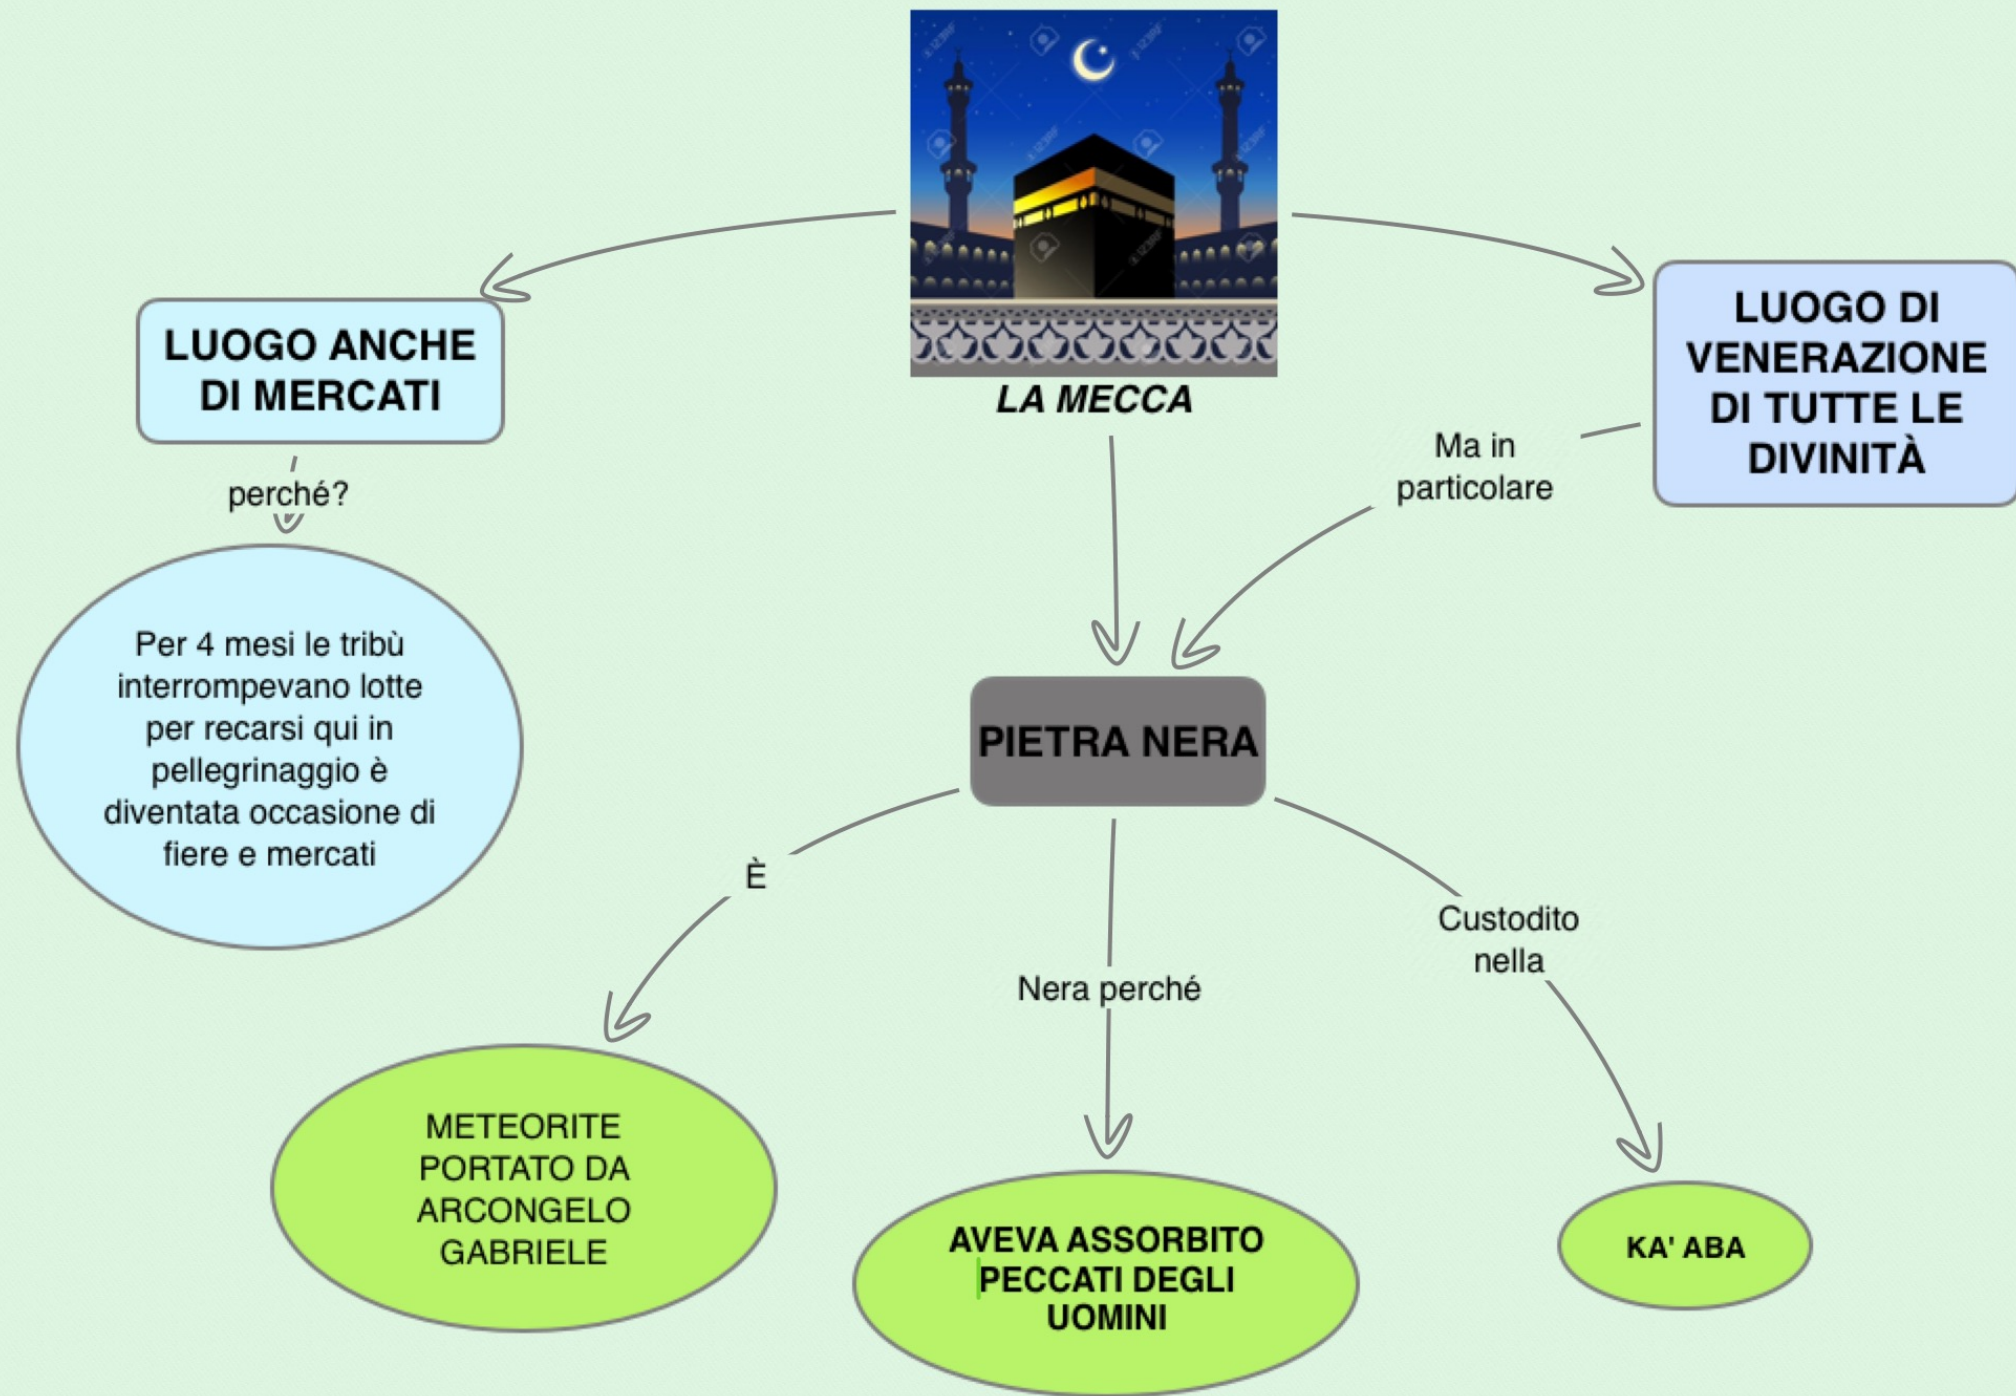 LA MECCA
LUOGO ANCHE
DI MERCATI
perché?
Per 4 mesi le tribù
interrompevano lotte
per recarsi qui in
pellegrinaggio è
diventata occasione di
fiere e mercati
LUOGO DI
VENERAZIONE
DI TUTTE LE
DIVINITÀ
Ma in
particolare
PIETRA NERA
È
METEORITE
PORTATO DA
ARCONGELO
GABRIELE
Nera perché
AVEVA ASSORBITO
PECCATI DEGLI
UOMINI
Custodito
nella
KA' ABA